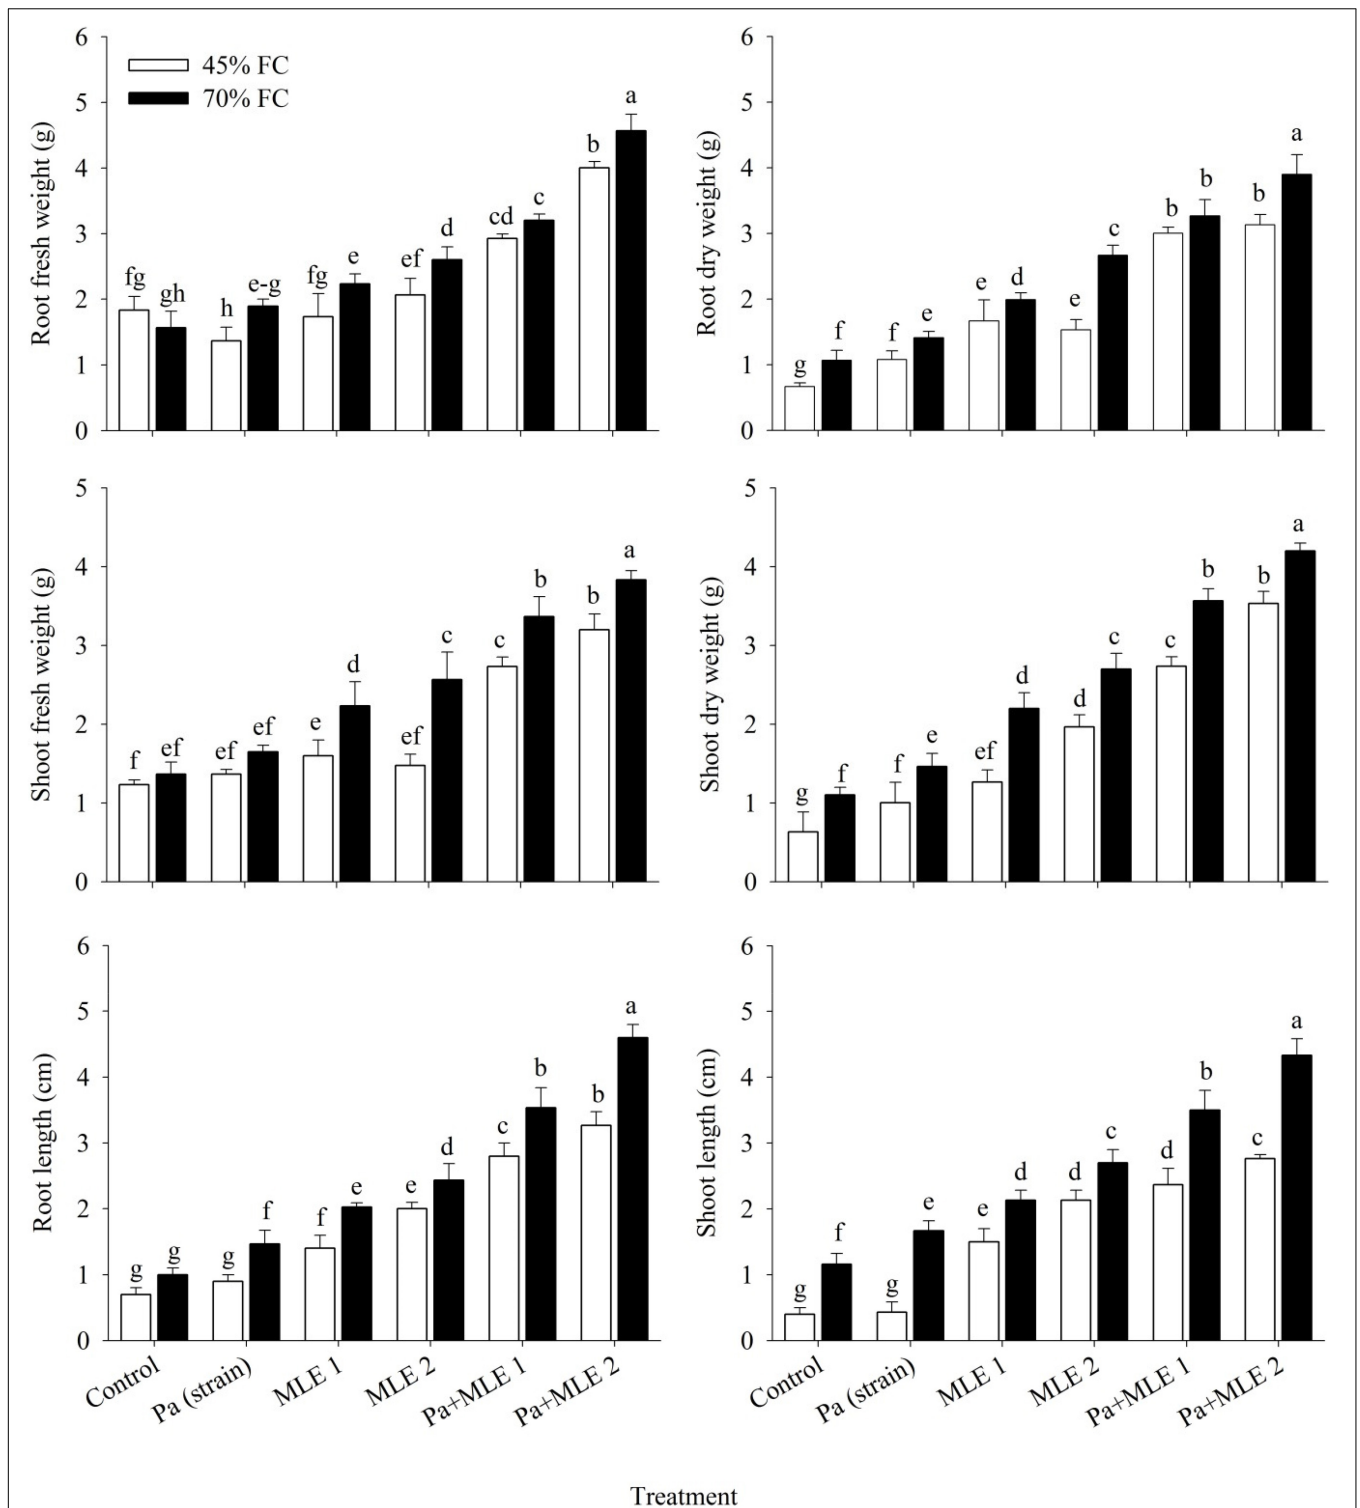 6
5
4
3
2
1
0
Root fresh weight (g)
45% FC
70% FC
fg gh h e-g fg e ef d cd c b a
6
5
4
3
2
1
0
Root dry weight (g)
g f f e e d e c b b b a
5
4
3
2
1
0
Shoot fresh weight (g)
f ef ef ef e d ef c c b b a
5
4
3
2
1
0
Shoot dry weight (g)
g f f e ef d d c c b b a
6
5
4
3
2
1
0
Root length (cm)
g g g f f e e d c b b a
Control Pa (strain) MLE 1 MLE 2 Pa+MLE 1 Pa+MLE 2
6
5
4
3
2
1
0
Shoot length (cm)
g f g e e d d c d b c a
Control Pa (strain) MLE 1 MLE 2 Pa+MLE 1 Pa+MLE 2
Treatment